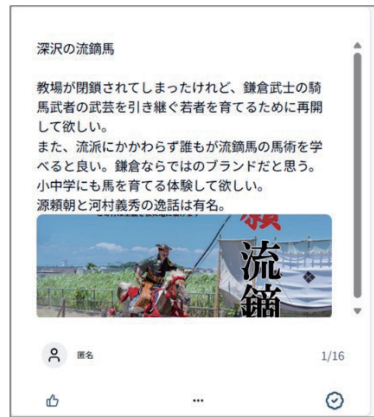 深沢の流鏑馬
教場が閉鎖されてしまったけれど、鎌倉武士の騎
馬武者の武芸を引き継ぐ若者を育てるために再開
して欲しい。
また、流派にかかわらず誰もが流鏑馬の馬術を学
べると良い。鎌倉ならではのブランドだと思う。
小中学にも馬を育てる体験して欲しい。
源頼朝と河村義秀の逸話は有名。
流鏑
匿名
1/16